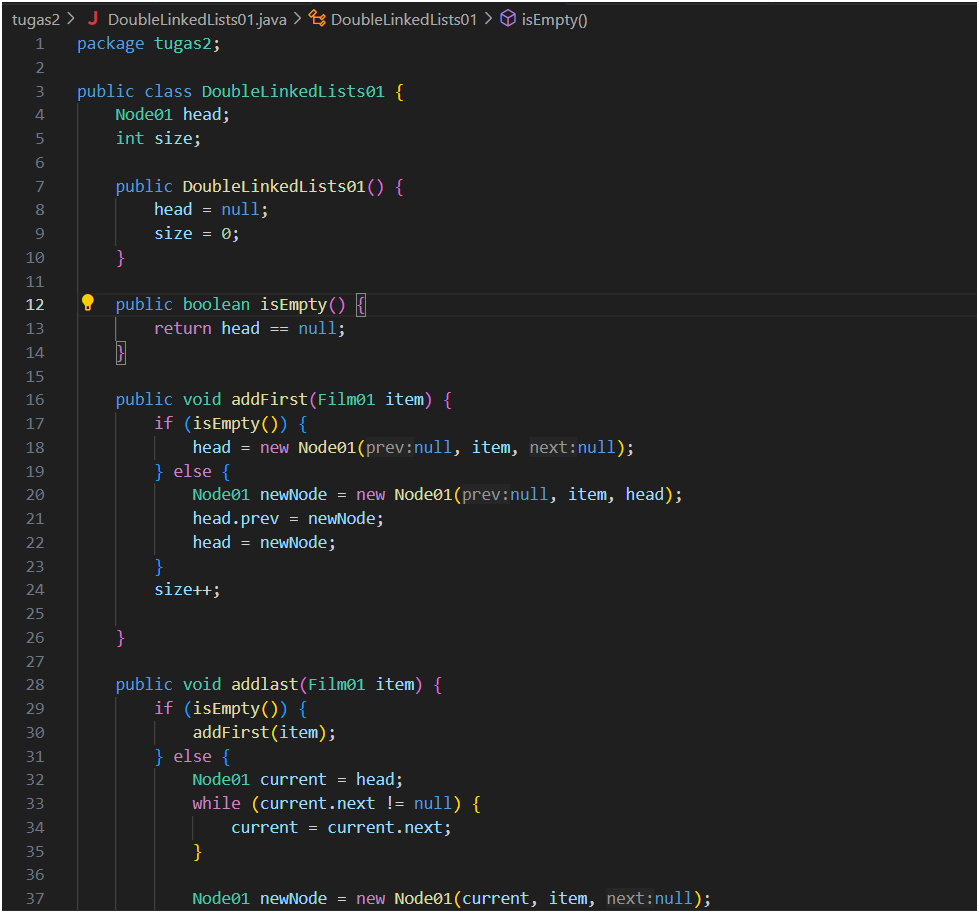 tugas2 > J DoubleLinkedLists01.java > DoubleLinkedLists01 > isEmpty()
1 package tugas2;
2
3 public class DoubleLinkedLists01 {
4     Node01 head;
5     int size;
6
7     public DoubleLinkedLists01() {
8         head = null;
9         size = 0;
10     }
11
12     public boolean isEmpty() {
13         return head == null;
14     }
15
16     public void addFirst(Film01 item) {
17         if (isEmpty()) {
18             head = new Node01(prev:null, item, next:null);
19         } else {
20             Node01 newNode = new Node01(prev:null, item, head);
21             head.prev = newNode;
22             head = newNode;
23         }
24         size++;
25
26     }
27
28     public void addlast(Film01 item) {
29         if (isEmpty()) {
30             addFirst(item);
31         } else {
32             Node01 current = head;
33             while (current.next != null) {
34                 current = current.next;
35             }
36
37             Node01 newNode = new Node01(current, item, next:null);